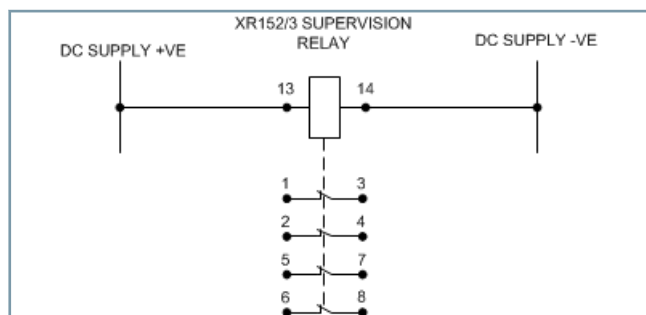 XR152/3 SUPERVISION
RELAY
DC SUPPLY +VE
DC SUPPLY -VE
13 14
1 3
2 4
5 7
6 8